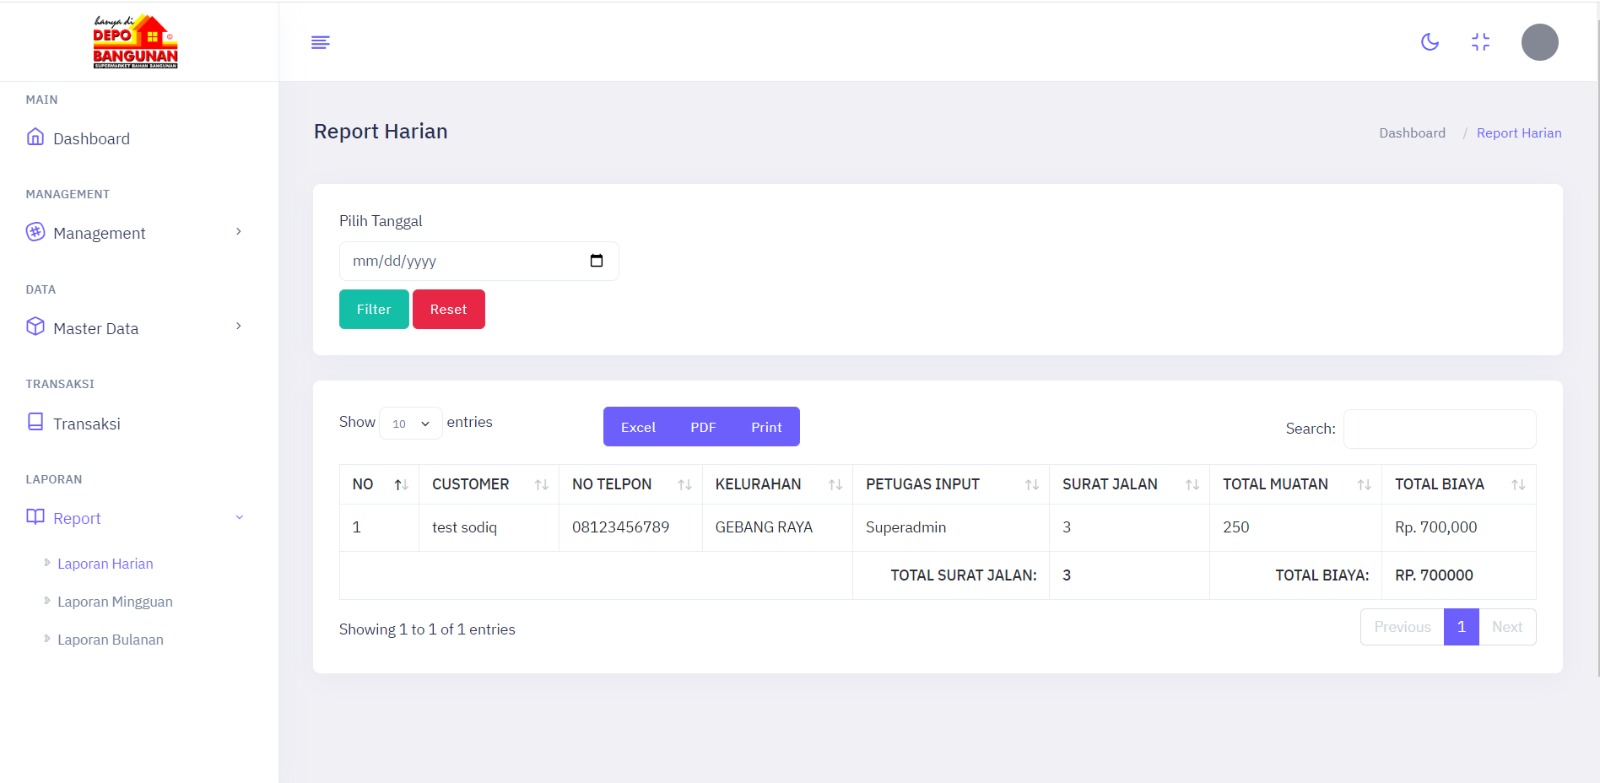 hanya di
DEPO
BANGUNAN
SUPERMARKET BAHAN BANGUNAN
MAIN
Dashboard
MANAGEMENT
Management
DATA
Master Data
TRANSAKSI
Transaksi
LAPORAN
Report
Laporan Harian
Laporan Mingguan
Laporan Bulanan
Report Harian
Dashboard / Report Harian
Pilih Tanggal
mm/dd/yyyy
Filter Reset
Show 10 entries Excel PDF Print Search:
NO CUSTOMER NO TELPON KELURAHAN PETUGAS INPUT SURAT JALAN TOTAL MUATAN TOTAL BIAYA
1 test sodiq 08123456789 GEBANG RAYA Superadmin 3 250 Rp. 700,000
TOTAL SURAT JALAN: 3 TOTAL BIAYA: RP. 700000
Showing 1 to 1 of 1 entries Previous 1 Next